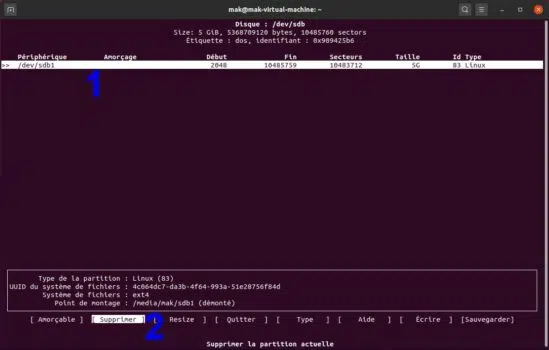 mak@mak-virtual-machine: ~
Disque : /dev/sdb
Size: 5 GiB, 5368709120 bytes, 10485760 sectors
Étiquette : dos, identifiant : 0x909425b6
Périphérique Amorçage Début Fin Secteurs Taille Id Type
>> /dev/sdb1 2048 10485759 10483712 5G 83 Linux
1
Type de la partition : Linux (83)
UUID du système de fichiers : 4c064dc7-da3b-4f64-993a-51e28756f84d
Système de fichiers : ext4
Point de montage : /media/mak/sdb1 (démonté)
[ Amorçable ] [ Supprimer ] [ Resize ] [ Quitter ] [ Type ] [ Aide ] [ Écrire ] [Sauvegarder]
2
Supprimer la partition actuelle